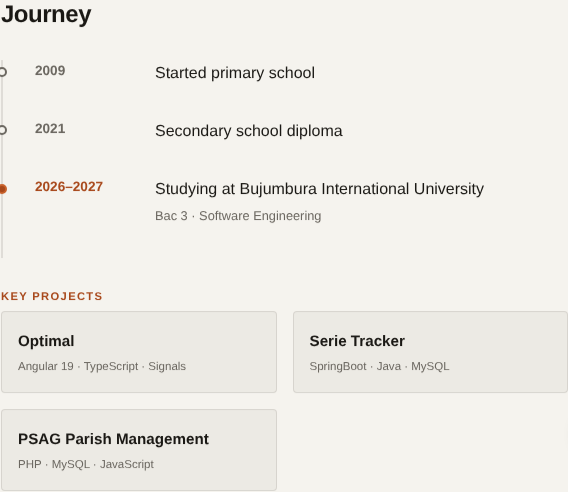 Journey
2009 Started primary school
2021 Secondary school diploma
2026–2027 Studying at Bujumbura International University
Bac 3 · Software Engineering
KEY PROJECTS
Optimal
Angular 19 · TypeScript · Signals
Serie Tracker
SpringBoot · Java · MySQL
PSAG Parish Management
PHP · MySQL · JavaScript